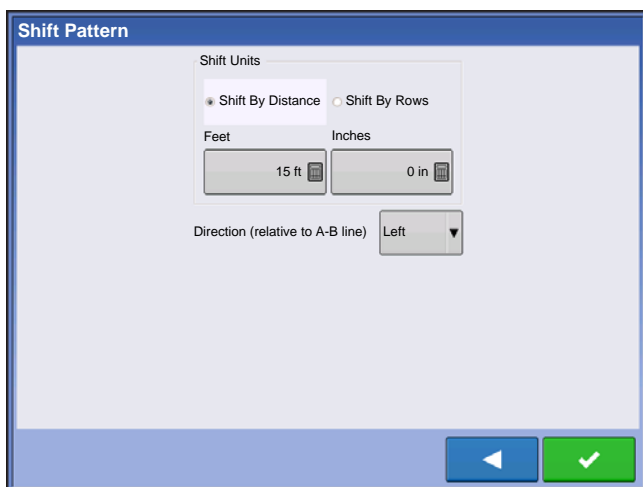 Shift Pattern
Shift Units
Shift By Distance Shift By Rows
Feet Inches
15 ft 0 in
Direction (relative to A-B line) Left